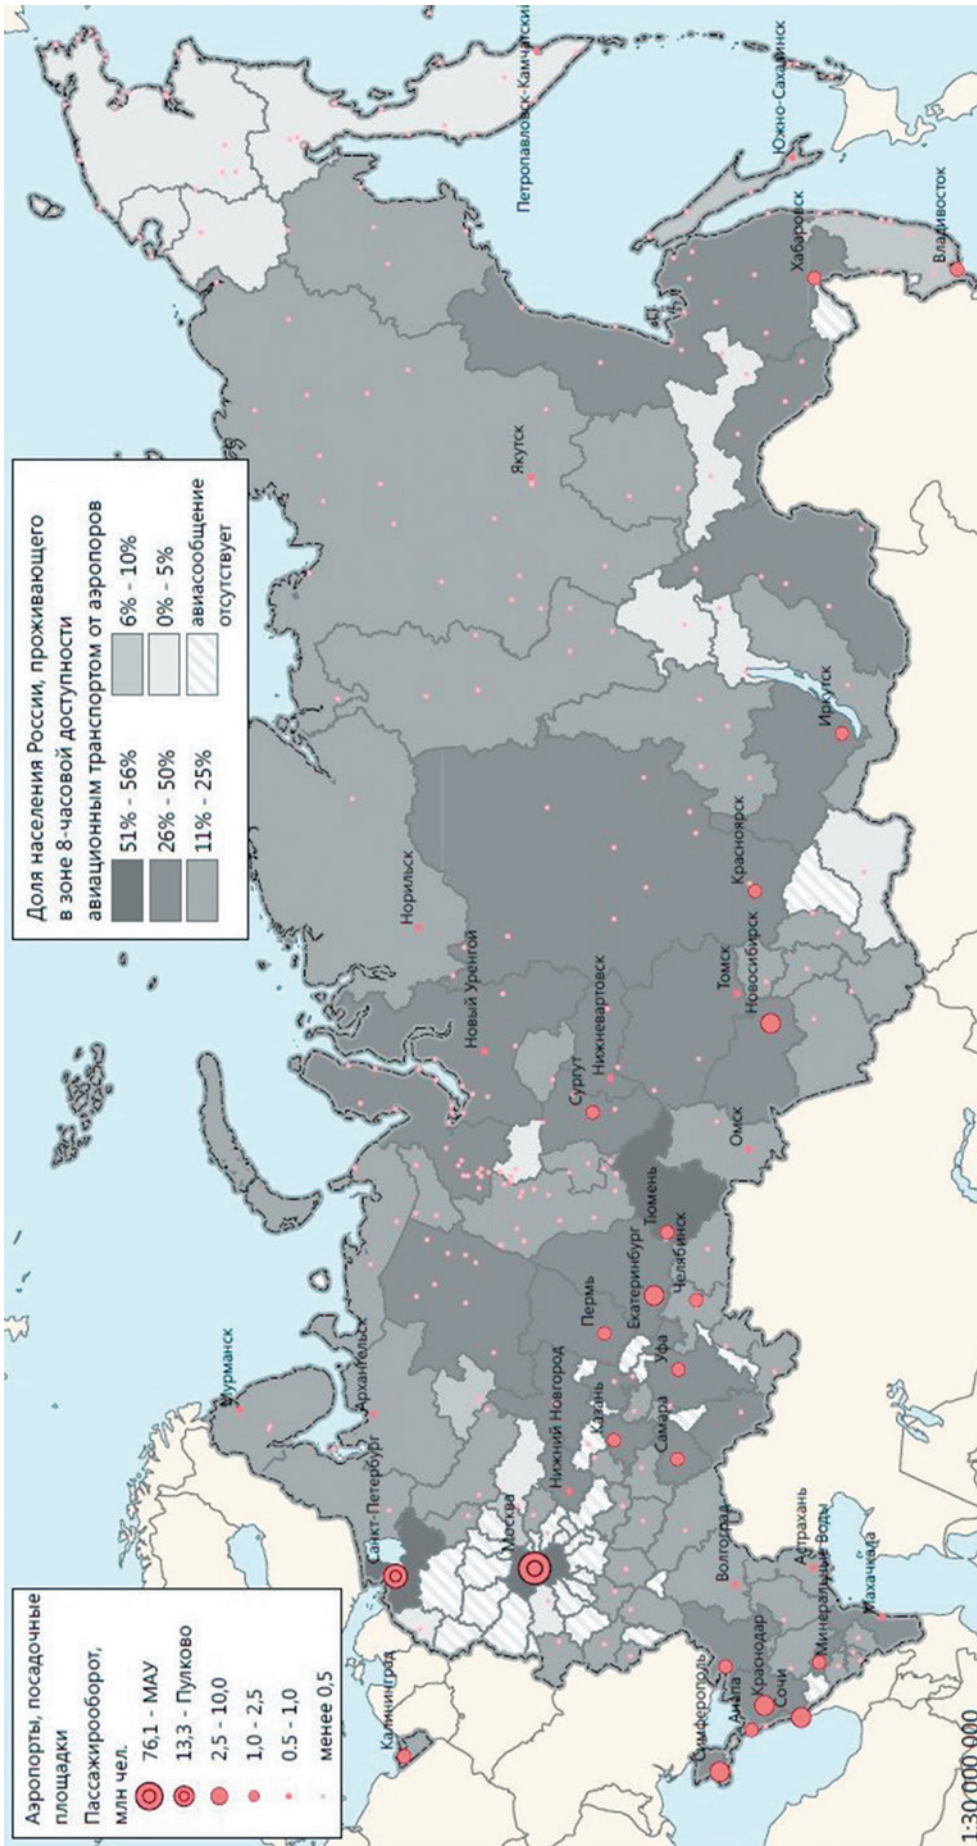 Аэропорты, посадочные
площадки
Пассажирооборот,
млн чел.
76,1 - МАУ
13,3 - Пулково
2,5 - 10,0
1,0 - 2,5
0,5 - 1,0
менее 0,5
Доля населения России, проживающего
в зоне 8-часовой доступности
авиационным транспортом от аэропоров
51% - 56%
26% - 50%
11% - 25%
6% - 10%
0% - 5%
авиасообщение
отсутствует
Мурманск
Калининград
Санкт-Петербург
Архангельск
Москва
Нижний Новгород
Казань
Самара
Пермь
Уфа
Екатеринбург
Челябинск
Тюмень
Сургут
Нижневартовск
Новый Уренгой
Норильск
Омск
Томск
Новосибирск
Красноярск
Иркутск
Якутск
Хабаровск
Владивосток
Южно-Сахалинск
Петропавловск-Камчатский
Симферополь
Анапа
Краснодар
Сочи
Волгоград
Астрахань
Минеральные Воды
Махачкала
1:30 000 000